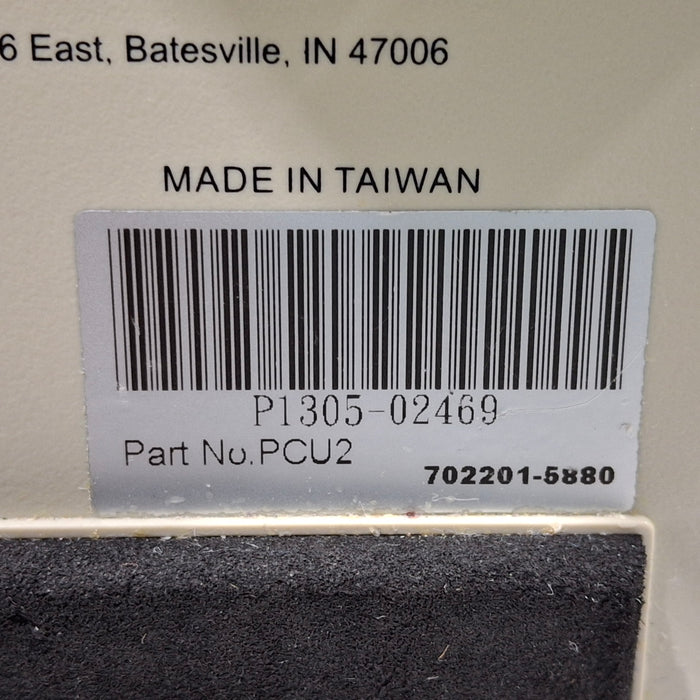 6 East, Batesville, IN 47006
MADE IN TAIWAN
P1305-02469
Part No.PCU2
702201-5880